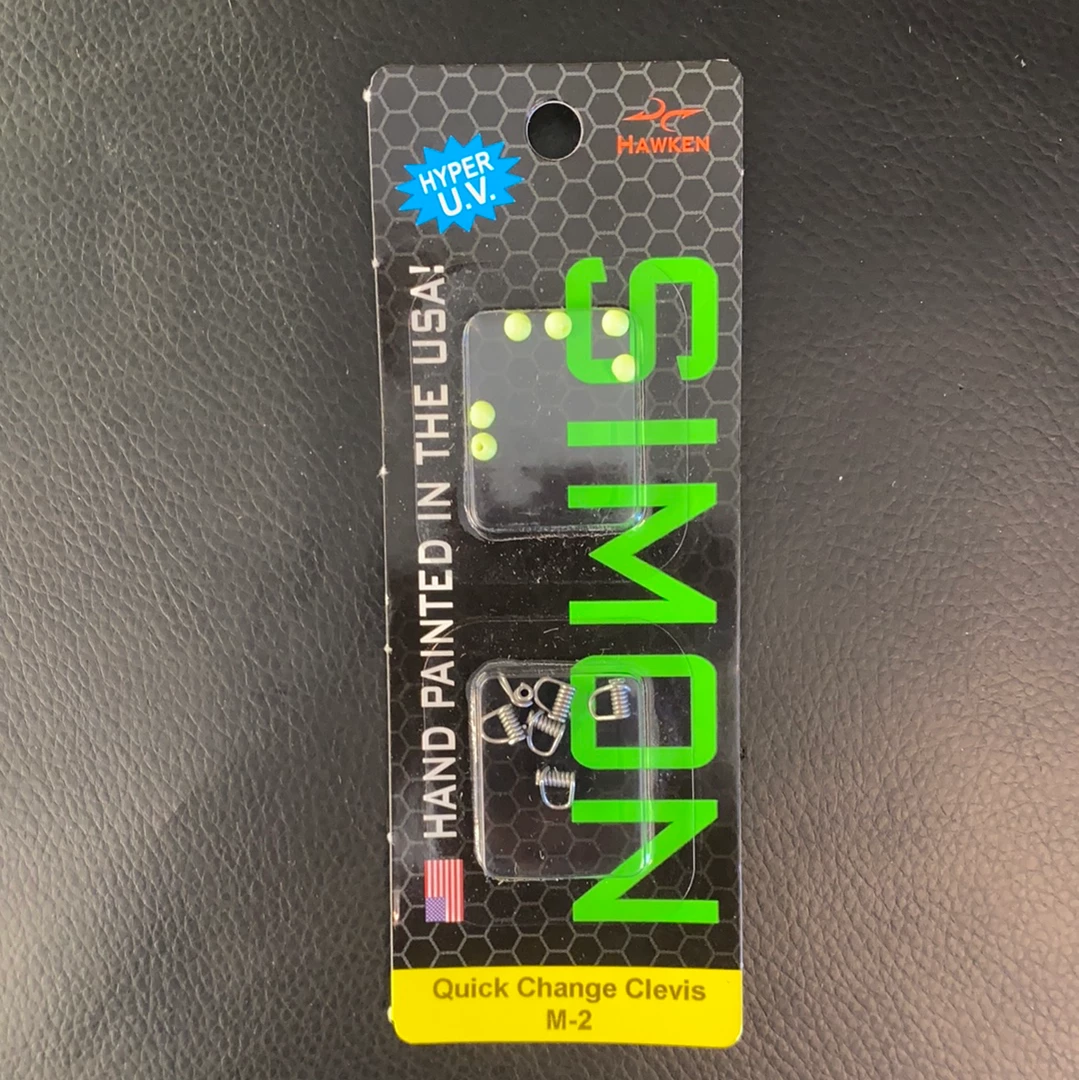 HAWKEN
HYPER
U.V.
HAND PAINTED IN THE USA!
SIMON
Quick Change Clevis
M-2